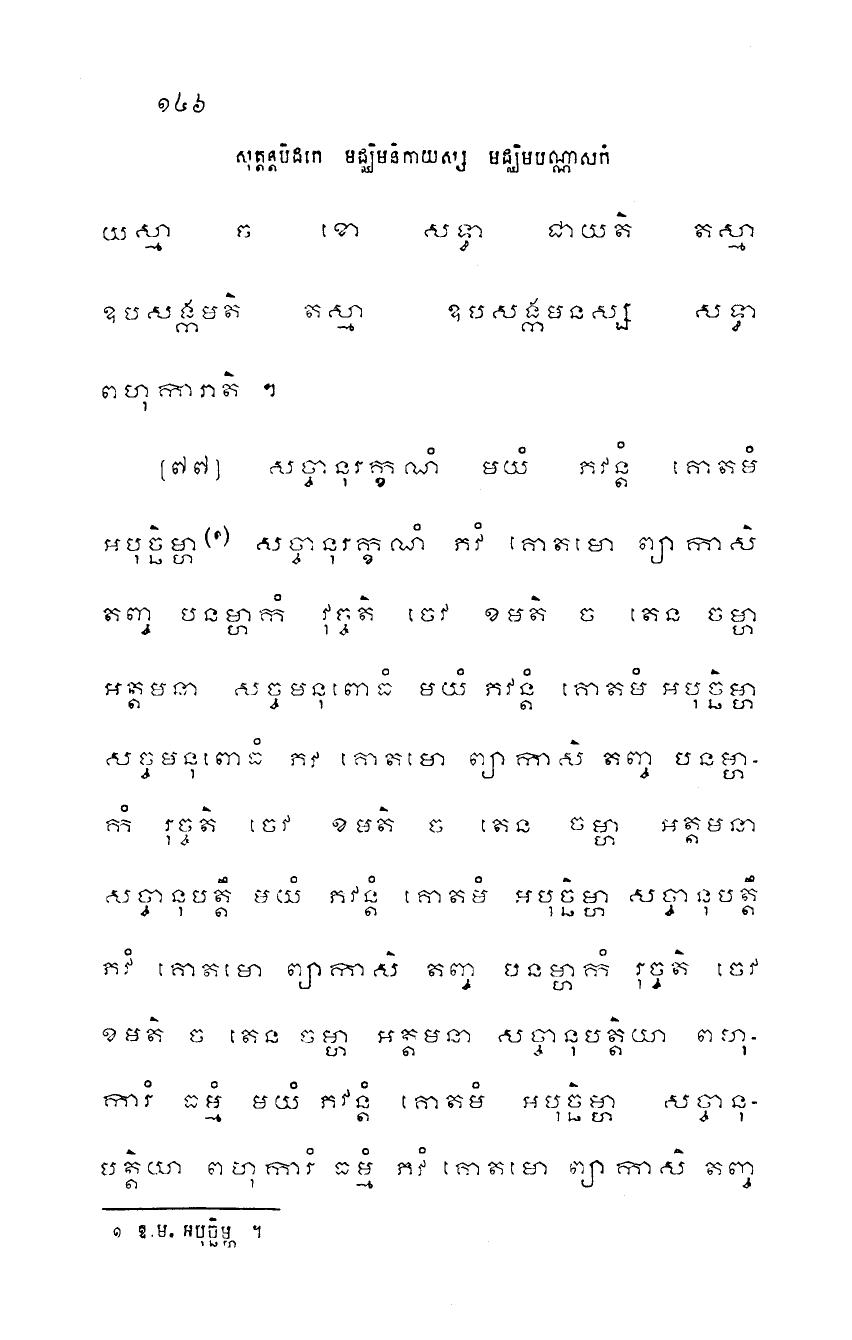 ១៤៦
សុត្តន្តបិដកេ មជ្ឈិមនិកាយស្ស មជ្ឈិមបណ្ណាសកំ
យស្មា ច ខោ សទ្ធា ជាយតិ តស្មា
ឧបសង្កមតិ តស្មា ឧបសង្កមនស្ស សទ្ធា
ពហុការាតិ ។
[៧៧] សច្ចានុរក្ខណំ មយំ ភវន្តំ គោតមំ
អបុច្ឆិម្ហា (១) សច្ចានុរក្ខណំ ភវំ គោតមោ ព្យាកាសិ
តញ្ច បនម្ហាកំ រុច្ចតិ ចេវ ខមតិ ច តេន ចម្ហា
អត្តមនា សច្ចមនុពោធំ មយំ ភវន្តំ គោតមំ អបុច្ឆិម្ហា
សច្ចមនុពោធំ ភវ គោតមោ ព្យាកាសិ តញ្ច បនម្ហា-
កំ រុច្ចតិ ចេវ ខមតិ ច តេន ចម្ហា អត្តមនា
សច្ចានុបត្តឹ មយំ ភវន្តំ គោតមំ អបុច្ឆិម្ហា សច្ចានុបត្តឹ
ភវំ គោតមោ ព្យាកាសិ តញ្ច បនម្ហាកំ រុច្ចតិ ចេវ
ខមតិ ច តេន ចម្ហា អត្តមនា សច្ចានុបត្តិយា ពហុ-
ការំ ធម្មំ មយំ ភវន្តំ គោតមំ អបុច្ឆិម្ហា សច្ចានុ-
បត្តិយា ពហុការំ ធម្មំ ភវំ គោតមោ ព្យាកាសិ តញ្ច
១ ឱ.ម. អបុច្ឆិម្ហ ។